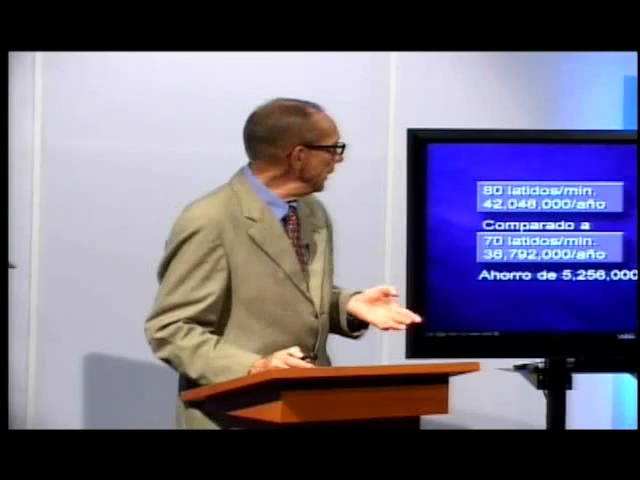 80 latidos/min.
42,048,000/año
Comparado a
70 latidos/min.
36,792,000/año
Ahorro de 5,256,000